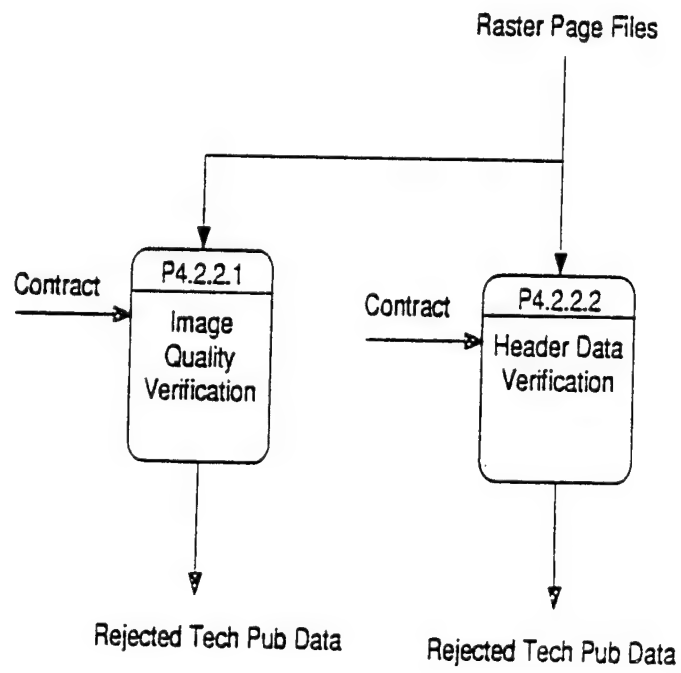 Raster Page Files
P4.2.2.1
Contract
Image
Quality
Verification
P4.2.2.2
Contract
Header Data
Verification
Rejected Tech Pub Data
Rejected Tech Pub Data